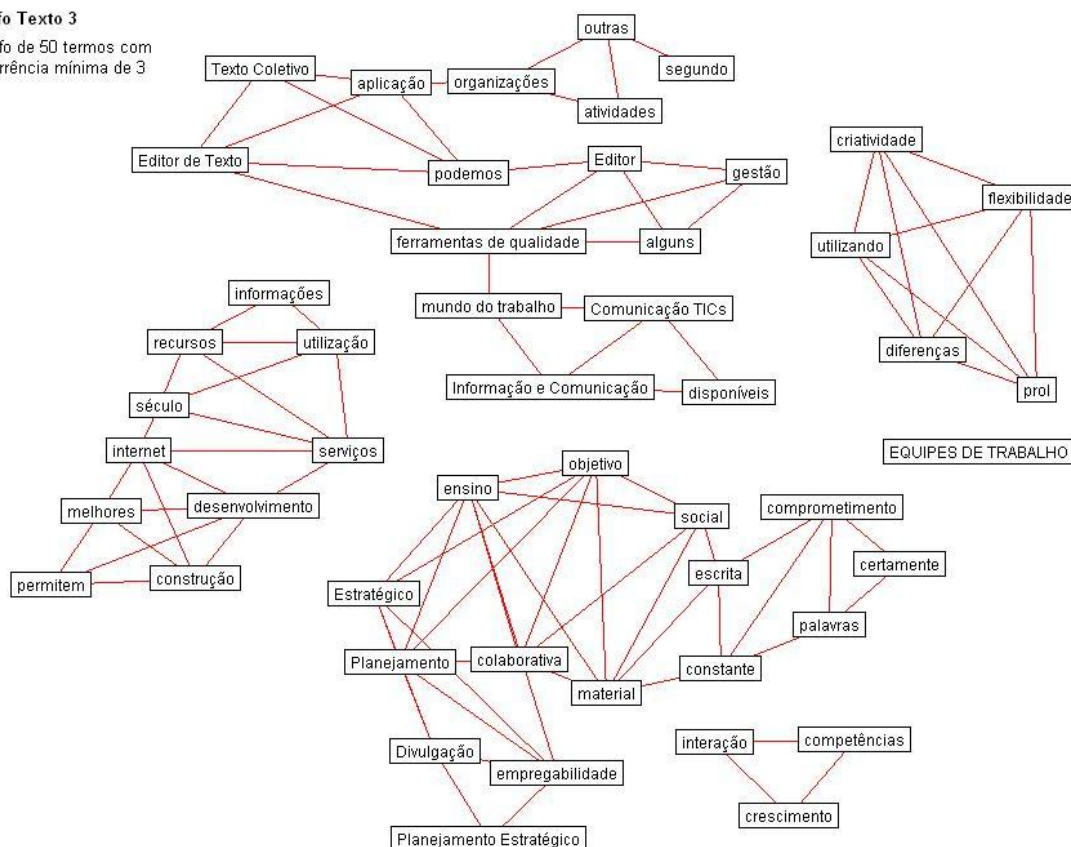 fo Texto 3
fo de 50 termos com
rrência mínima de 3
outras
Texto Coletivo
aplicação
organizações
segundo
atividades
Editor de Texto
podemos
Editor
gestão
criatividade
flexibilidade
ferramentas de qualidade
alguns
utilizando
informações
mundo do trabalho
Comunicação TICs
recursos
utilização
diferenças
Informação e Comunicação
disponíveis
prol
século
internet
serviços
EQUIPES DE TRABALHO
objetivo
ensino
melhores
desenvolvimento
social
comprometimento
permitem
construção
Estratégico
escrita
certamente
palavras
Planejamento
colaborativa
constante
material
Divulgação
empregabilidade
interação
competências
crescimento
Planejamento Estratégico